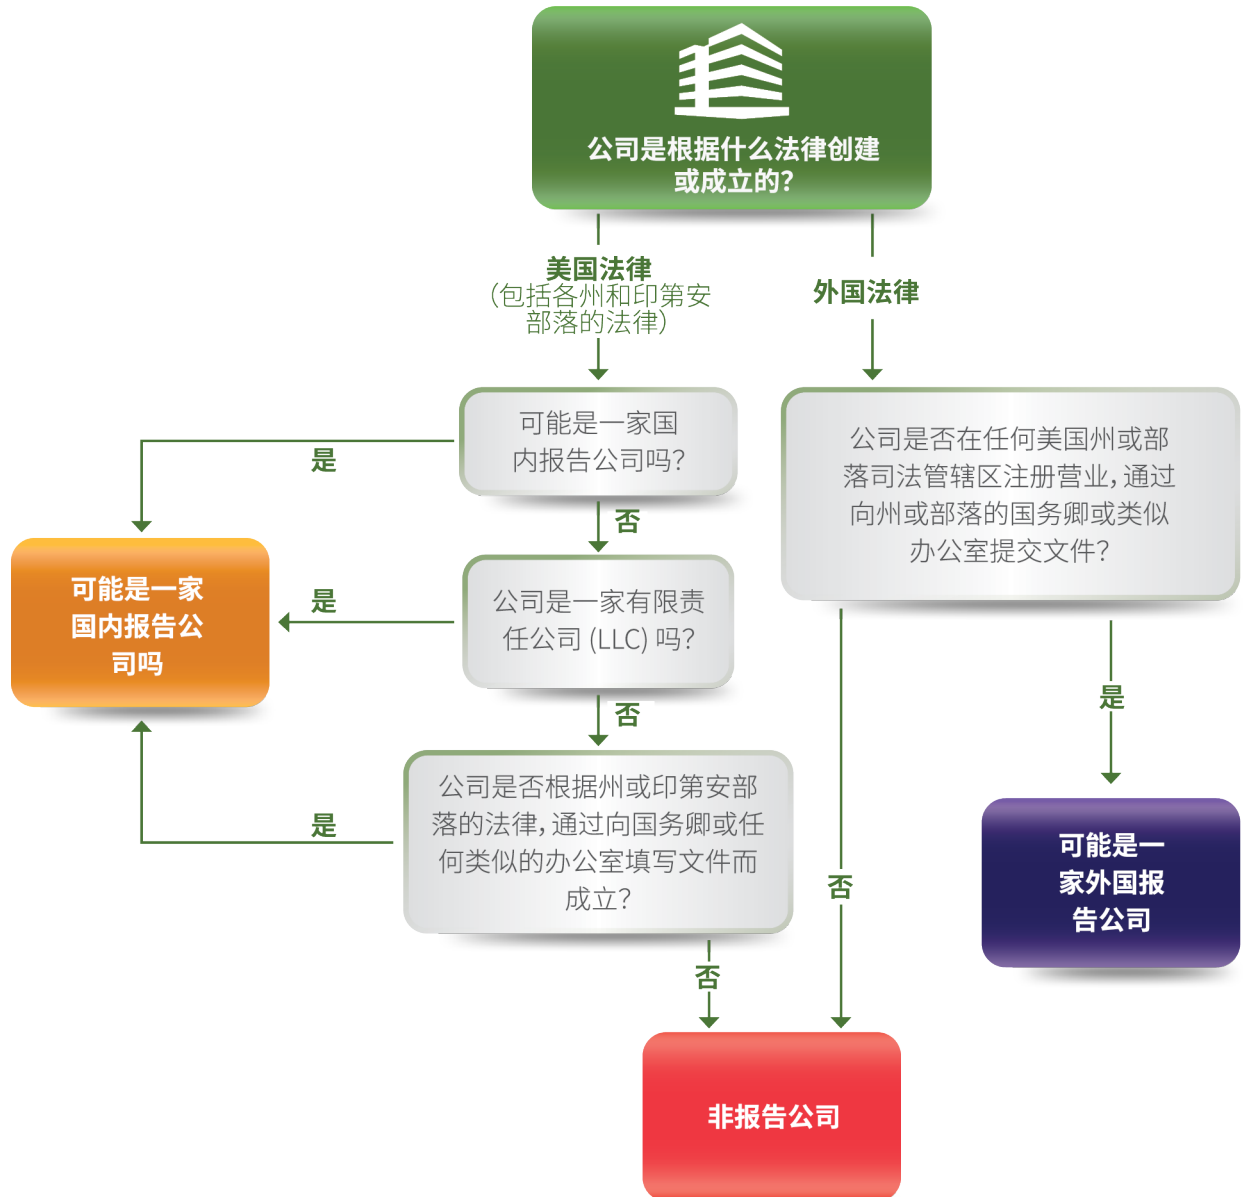 公司是根据什么法律创建
或成立的？
美国法律
（包括各州和印第安
部落的法律）
外国法律
可能是一家国
内报告公司吗？
是
否
公司是否在任何美国州或部
落司法管辖区注册营业，通过
向州或部落的国务卿或类似
办公室提交文件？
可能是一家
国内报告公
司吗
是
公司是一家有限责
任公司 (LLC) 吗？
否
是
公司是否根据州或印第安部
落的法律，通过向国务卿或任
何类似的办公室填写文件而
成立？
是
否
可能是一
家外国报
告公司
否
非报告公司